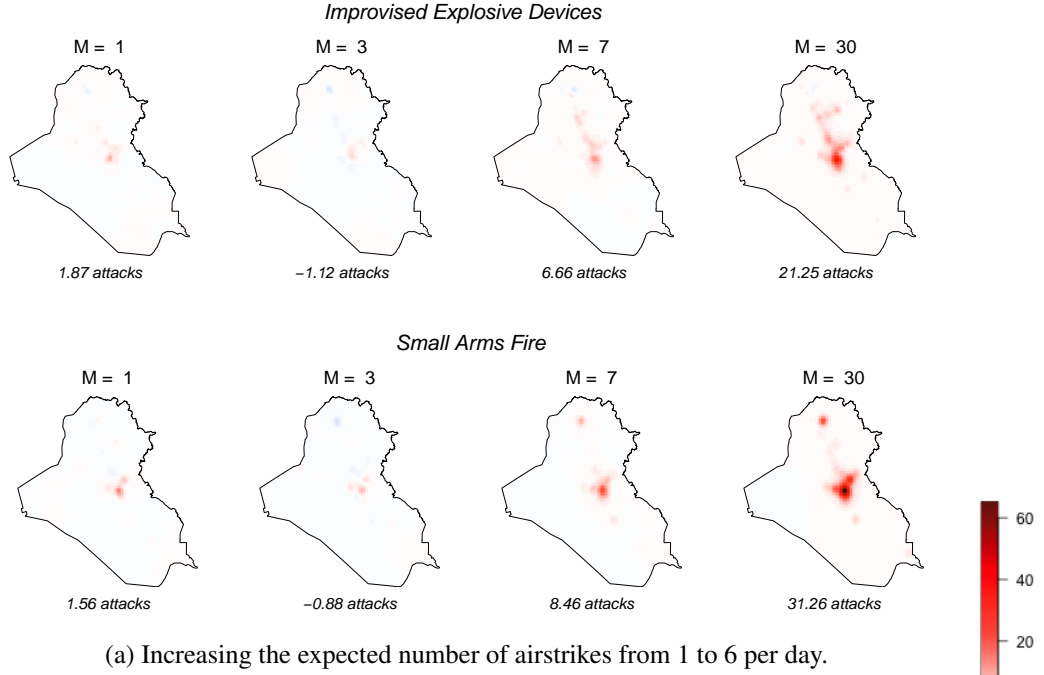 Improvised Explosive Devices
M = 1 M = 3 M = 7 M = 30
1.87 attacks −1.12 attacks 6.66 attacks 21.25 attacks
Small Arms Fire
M = 1 M = 3 M = 7 M = 30
1.56 attacks −0.88 attacks 8.46 attacks 31.26 attacks
60
40
20
(a) Increasing the expected number of airstrikes from 1 to 6 per day.